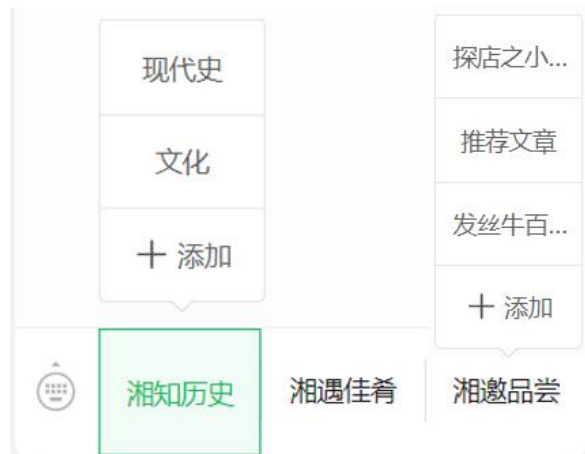 现代史
文化
+ 添加
探店之小...
推荐文章
发丝牛百...
+ 添加
湘知历史
湘遇佳肴
湘邀品尝